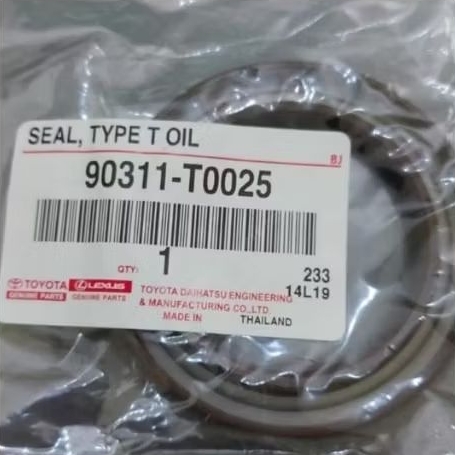 SEAL, TYPE T OIL
BJ
90311-T0025
QTY: 1
233
14L19
TOYOTA LEXUS
GENUINE PARTS GENUINE PARTS
TOYOTA DAIHATSU ENGINEERING
& MANUFACTURING CO.,LTD.
MADE IN THAILAND